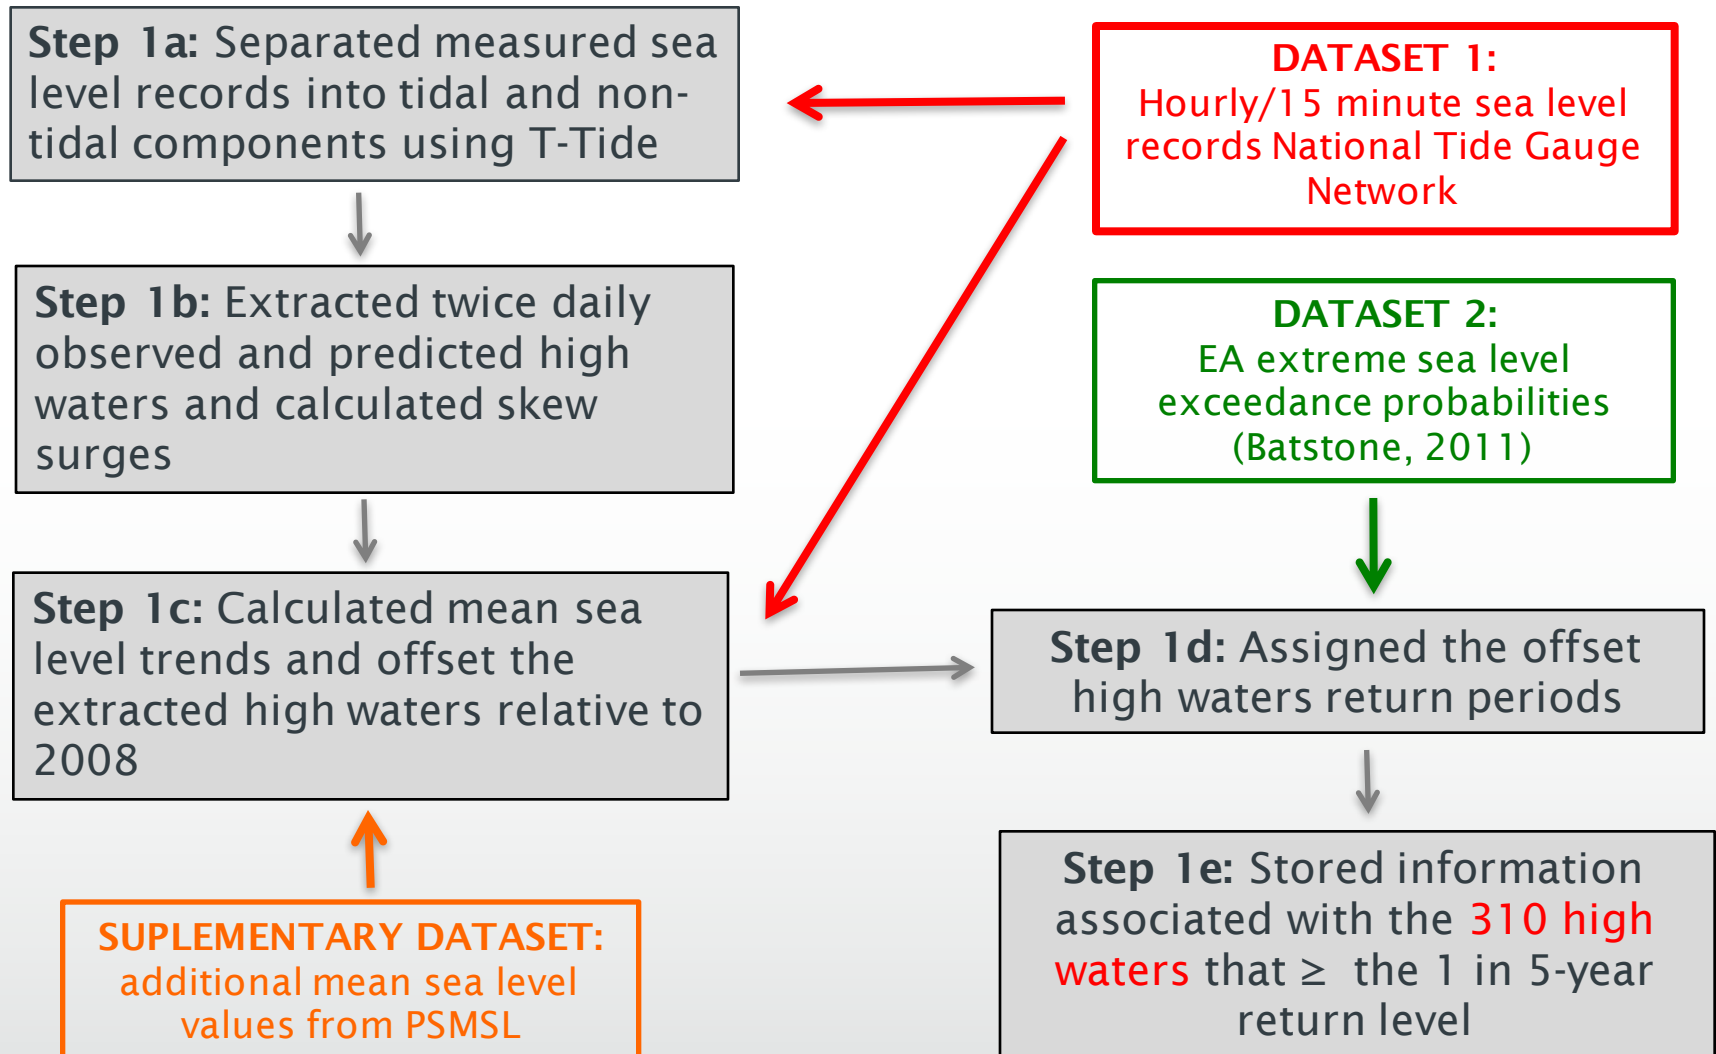 Step 1a: Separated measured sea
level records into tidal and non-
tidal components using T-Tide
DATASET 1:
Hourly/15 minute sea level
records National Tide Gauge
Network
Step 1b: Extracted twice daily
observed and predicted high
waters and calculated skew
surges
DATASET 2:
EA extreme sea level
exceedance probabilities
(Batstone, 2011)
Step 1c: Calculated mean sea
level trends and offset the
extracted high waters relative to
2008
Step 1d: Assigned the offset
high waters return periods
SUPLEMENTARY DATASET:
additional mean sea level
values from PSMSL
Step 1e: Stored information
associated with the 310 high
waters that ≥ the 1 in 5-year
return level